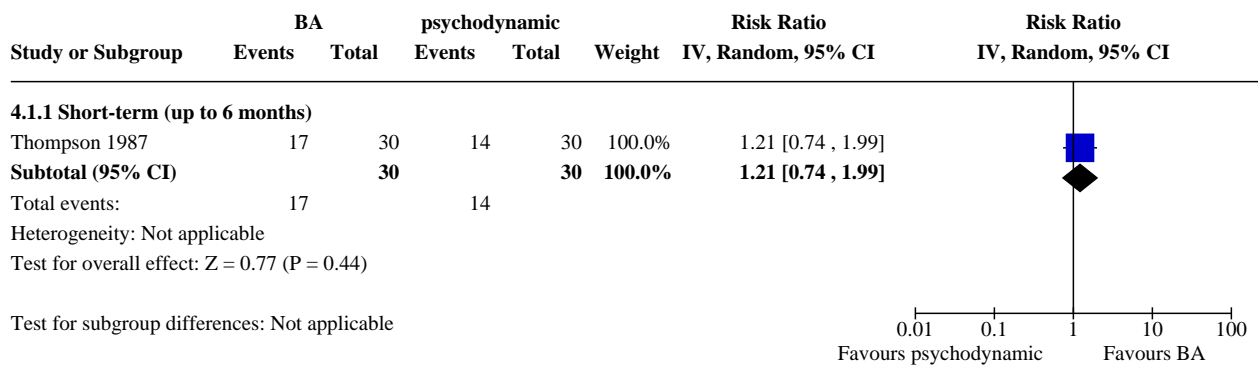 BA psychodynamic Risk Ratio Risk Ratio
Study or Subgroup Events Total Events Total Weight IV, Random, 95% CI IV, Random, 95% CI
4.1.1 Short-term (up to 6 months)
Thompson 1987 17 30 14 30 100.0% 1.21 [0.74 , 1.99]
Subtotal (95% CI) 30 30 100.0% 1.21 [0.74 , 1.99]
Total events: 17 14
Heterogeneity: Not applicable
Test for overall effect: Z = 0.77 (P = 0.44)
Test for subgroup differences: Not applicable
0.01 0.1 1 10 100
Favours psychodynamic Favours BA